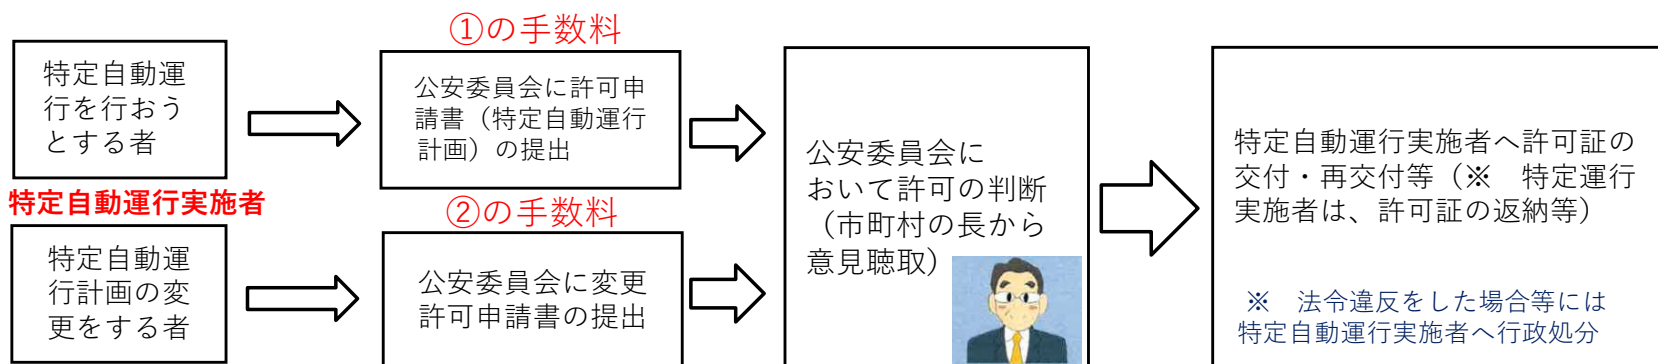 特定自動運
行を行おう
とする者
特定自動運行実施者
特定自動運
行計画の変
更をする者
①の手数料
公安委員会に許可申
請書（特定自動運行
計画）の提出
②の手数料
公安委員会に変更
許可申請書の提出
公安委員会に
おいて許可の判断
（市町村の長から
意見聴取）
特定自動運行実施者へ許可証の
交付・再交付等（※　特定運行
実施者は、許可証の返納等）
※　法令違反をした場合等には
特定自動運行実施者へ行政処分